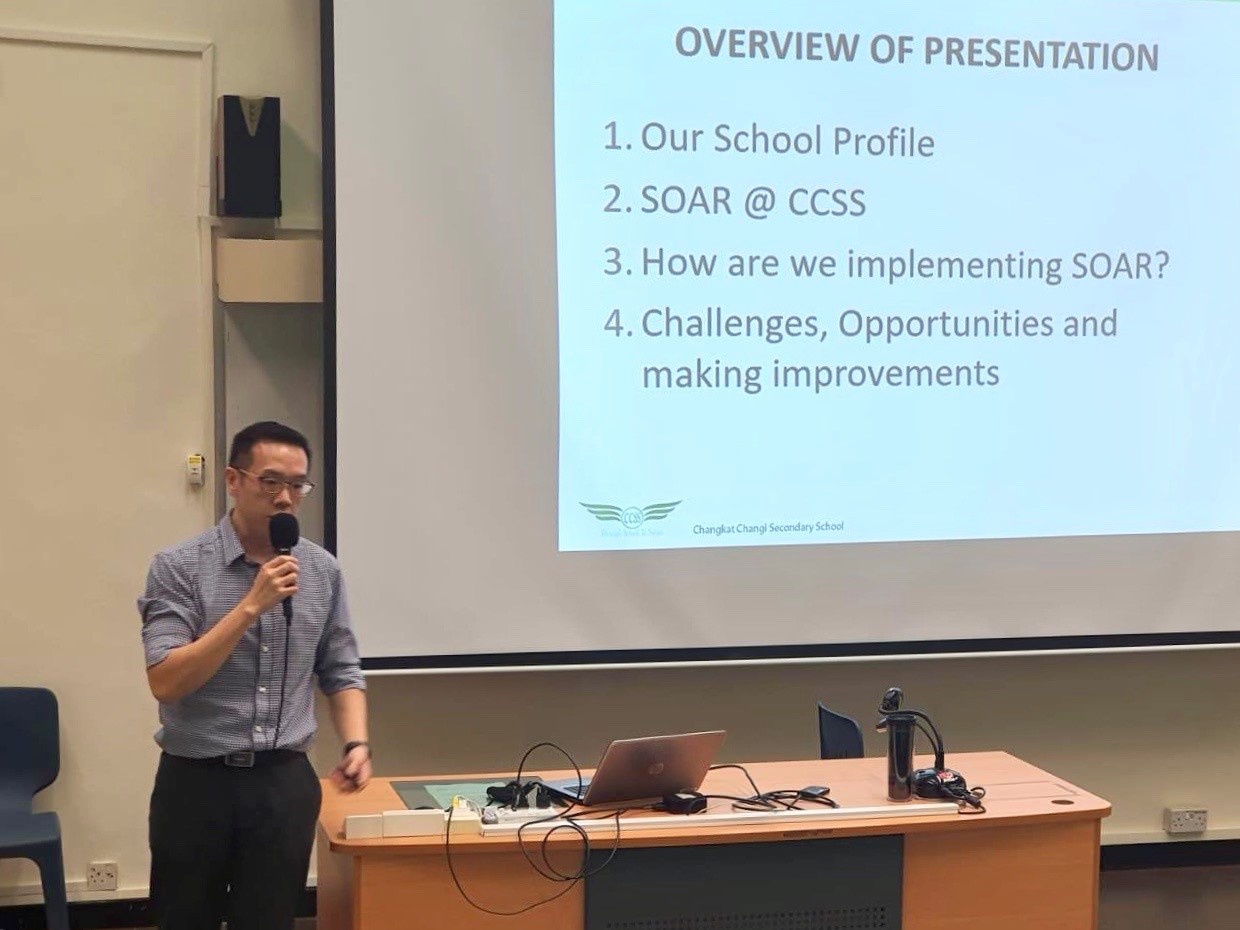 OVERVIEW OF PRESENTATION
1. Our School Profile
2. SOAR @ CCSS
3. How are we implementing SOAR?
4. Challenges, Opportunities and
making improvements
CCSS
Changkat Changi Secondary School